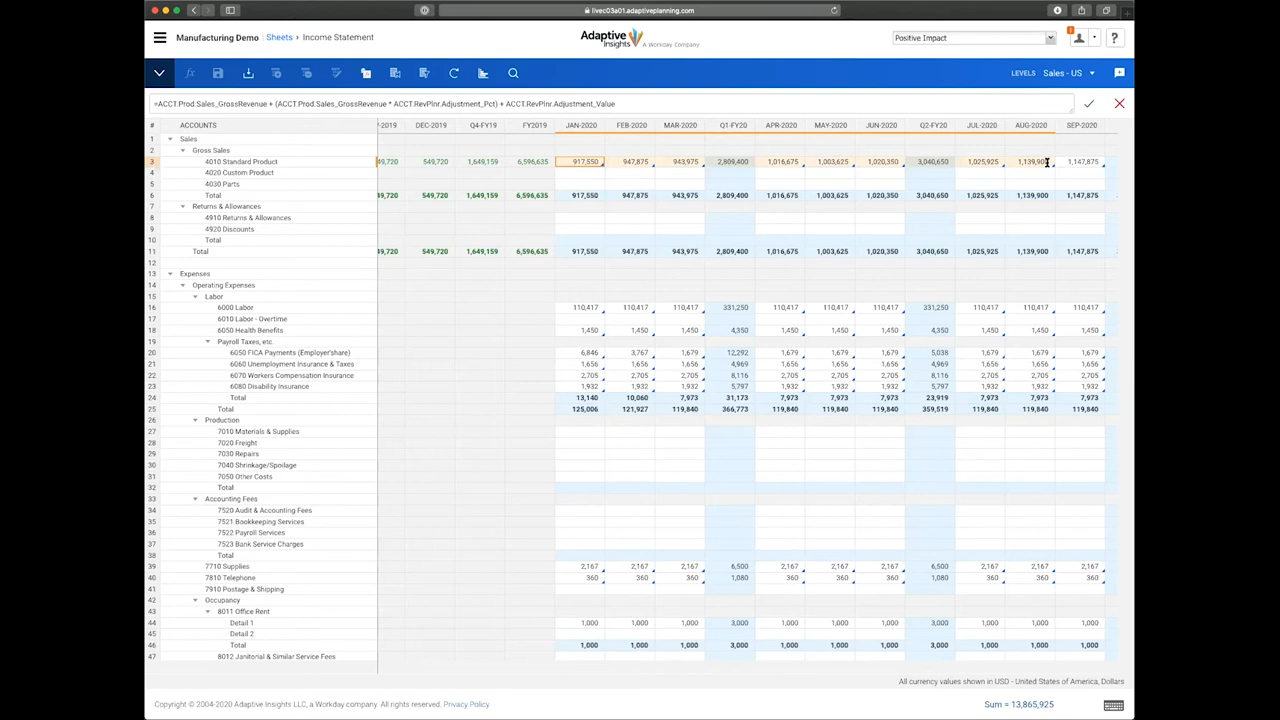 livec03a01.adaptiveplanning.com
Manufacturing Demo Sheets › Income Statement Adaptive Insights A Workday Company Positive Impact ?
fx LEVELS Sales - US
=ACCT.Prod.Sales_GrossRevenue + (ACCT.Prod.Sales_GrossRevenue * ACCT.RevPlnr.Adjustment_Pct) + ACCT.RevPlnr.Adjustment_Value
# ACCOUNTS -2019 DEC-2019 Q4-FY19 FY2019 JAN-2020 FEB-2020 MAR-2020 Q1-FY20 APR-2020 MAY-2020 JUN-2020 Q2-FY20 JUL-2020 AUG-2020 SEP-2020
1 Sales
2 Gross Sales
3 4010 Standard Product 49,720 549,720 1,649,159 6,596,635 917,550 947,875 943,975 2,809,400 1,016,675 1,003,625 1,020,350 3,040,650 1,025,925 1,139,900 1,147,875
4 4020 Custom Product
5 4030 Parts
6 Total 49,720 549,720 1,649,159 6,596,635 917,550 947,875 943,975 2,809,400 1,016,675 1,003,625 1,020,350 3,040,650 1,025,925 1,139,900 1,147,875
7 Returns & Allowances
8 4910 Returns & Allowances
9 4920 Discounts
10 Total
11 Total 49,720 549,720 1,649,159 6,596,635 917,550 947,875 943,975 2,809,400 1,016,675 1,003,625 1,020,350 3,040,650 1,025,925 1,139,900 1,147,875
12
13 Expenses
14 Operating Expenses
15 Labor
16 6000 Labor 110,417 110,417 110,417 331,250 110,417 110,417 110,417 331,250 110,417 110,417 110,417
17 6010 Labor - Overtime
18 6050 Health Benefits 1,450 1,450 1,450 4,350 1,450 1,450 1,450 4,350 1,450 1,450 1,450
19 Payroll Taxes, etc.
20 6050 FICA Payments (Employer'share) 6,846 3,767 1,679 12,292 1,679 1,679 1,679 5,038 1,679 1,679 1,679
21 6060 Unemployment Insurance & Taxes 1,656 1,656 1,656 4,969 1,656 1,656 1,656 4,969 1,656 1,656 1,656
22 6070 Workers Compensation Insurance 2,705 2,705 2,705 8,116 2,705 2,705 2,705 8,116 2,705 2,705 2,705
23 6080 Disability Insurance 1,932 1,932 1,932 5,797 1,932 1,932 1,932 5,797 1,932 1,932 1,932
24 Total 13,140 10,060 7,973 31,173 7,973 7,973 7,973 23,919 7,973 7,973 7,973
25 Total 125,006 121,927 119,840 366,773 119,840 119,840 119,840 359,519 119,840 119,840 119,840
26 Production
27 7010 Materials & Supplies
28 7020 Freight
29 7030 Repairs
30 7040 Shrinkage/Spoilage
31 7050 Other Costs
32 Total
33 Accounting Fees
34 7520 Audit & Accounting Fees
35 7521 Bookkeeping Services
36 7522 Payroll Services
37 7523 Bank Service Charges
38 Total
39 7710 Supplies 2,167 2,167 2,167 6,500 2,167 2,167 2,167 6,500 2,167 2,167 2,167
40 7810 Telephone 360 360 360 1,080 360 360 360 1,080 360 360 360
41 7910 Postage & Shipping
42 Occupancy
43 8011 Office Rent
44 Detail 1 1,000 1,000 1,000 3,000 1,000 1,000 1,000 3,000 1,000 1,000 1,000
45 Detail 2
46 Total 1,000 1,000 1,000 3,000 1,000 1,000 1,000 3,000 1,000 1,000 1,000
47 8012 Janitorial & Similar Service Fees
All currency values shown in USD - United States of America, Dollars
Copyright © 2004-2020 Adaptive Insights LLC, a Workday company. All rights reserved. Privacy Policy Sum = 13,865,925